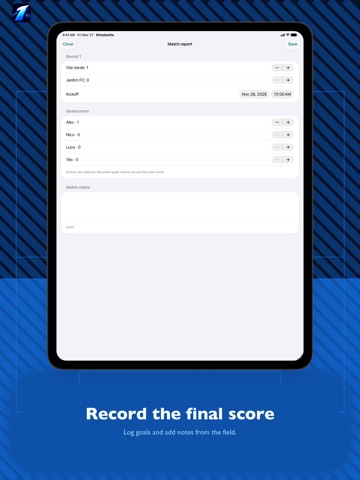 9:41 AM Fri Nov 27
Close
Match report
Save
Round 1
Vila Verde: 1
Jardim FC: 0
Kickoff
Nov 28, 2026
10:00 AM
Goalscorers
Alex · 1
Nico · 0
Luca · 0
Teo · 0
Match notes
Record the final score
Log goals and add notes from the field.